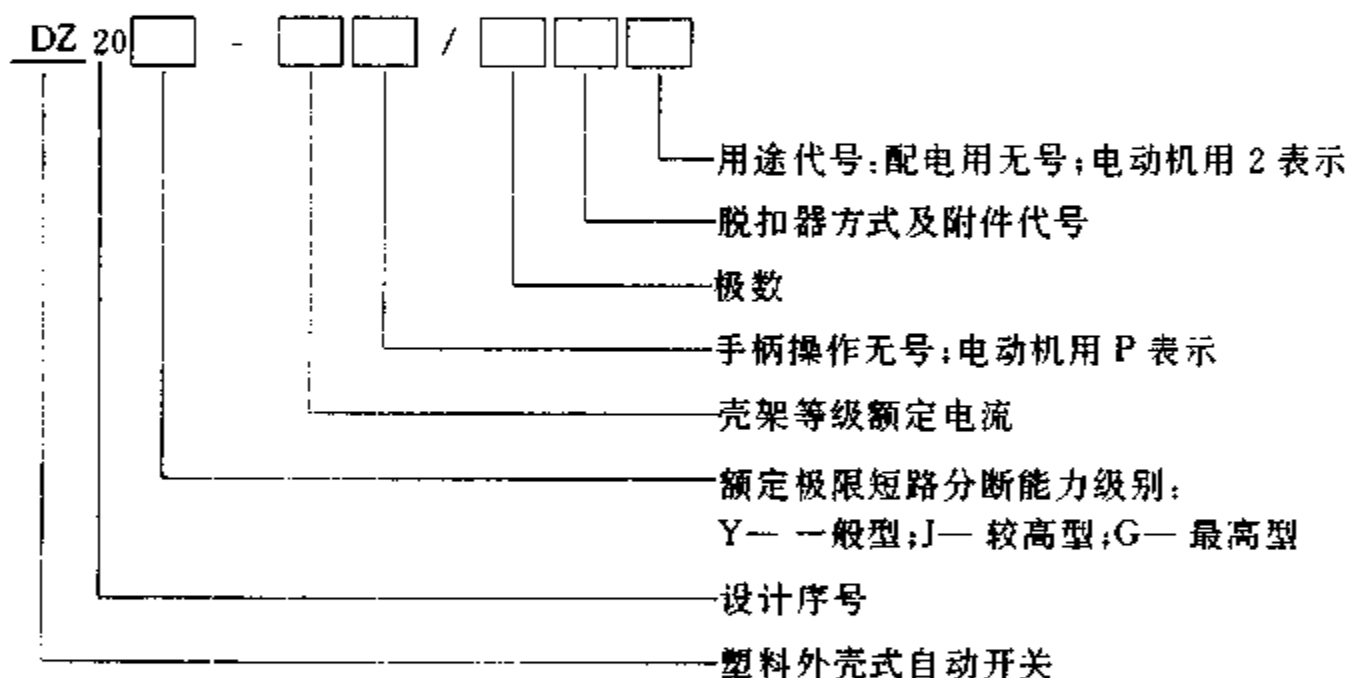 DZ 20□ - □□ / □□□
用途代号:配电用无号;电动机用 2 表示
脱扣器方式及附件代号
极数
手柄操作无号;电动机用 P 表示
壳架等级额定电流
额定极限短路分断能力级别:
Y— 一般型;J— 较高型;G— 最高型
设计序号
塑料外壳式自动开关